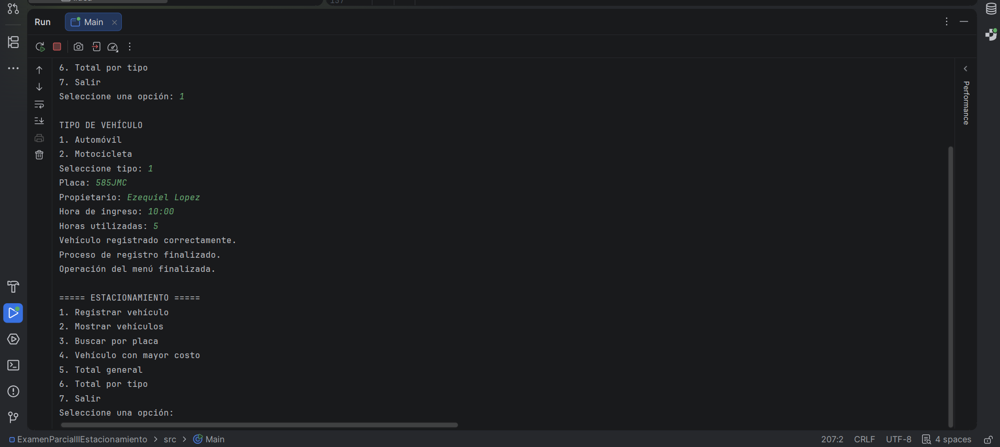 137
Run
Main
6. Total por tipo
7. Salir
Seleccione una opción: 1
TIPO DE VEHÍCULO
1. Automóvil
2. Motocicleta
Seleccione tipo: 1
Placa: 585JMC
Propietario: Ezequiel Lopez
Hora de ingreso: 10:00
Horas utilizadas: 5
Vehículo registrado correctamente.
Proceso de registro finalizado.
Operación del menú finalizada.
===== ESTACIONAMIENTO =====
1. Registrar vehículo
2. Mostrar vehículos
3. Buscar por placa
4. Vehículo con mayor costo
5. Total general
6. Total por tipo
7. Salir
Seleccione una opción:
Performance
ExamenParcialIIEstacionamiento > src > Main
207:2 CRLF UTF-8 4 spaces